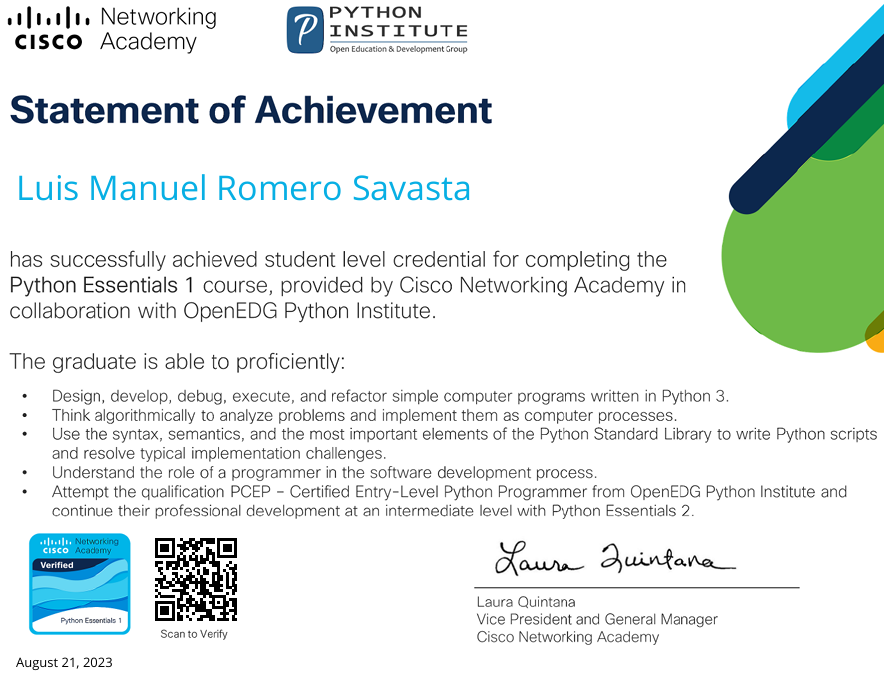 CISCO Networking Academy
PYTHON INSTITUTE
Open Education & Development Group
Statement of Achievement
Luis Manuel Romero Savasta
has successfully achieved student level credential for completing the
Python Essentials 1 course, provided by Cisco Networking Academy in
collaboration with OpenEDG Python Institute.
The graduate is able to proficiently:
• Design, develop, debug, execute, and refactor simple computer programs written in Python 3.
• Think algorithmically to analyze problems and implement them as computer processes.
• Use the syntax, semantics, and the most important elements of the Python Standard Library to write Python scripts
and resolve typical implementation challenges.
• Understand the role of a programmer in the software development process.
• Attempt the qualification PCEP – Certified Entry-Level Python Programmer from OpenEDG Python Institute and
continue their professional development at an intermediate level with Python Essentials 2.
CISCO Networking Academy
Verified
Python Essentials 1
Scan to Verify
Laura Quintana
Laura Quintana
Vice President and General Manager
Cisco Networking Academy
August 21, 2023